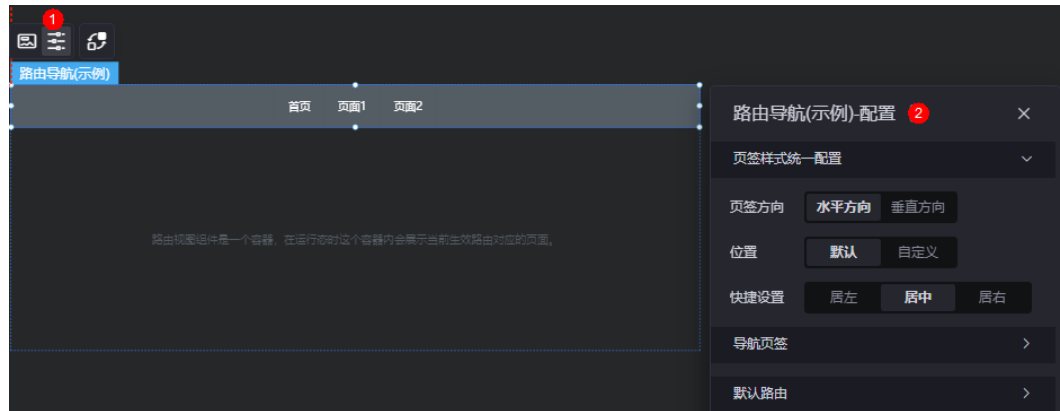 1
路由导航(示例)
首页 页面1 页面2
路由视图组件是一个容器，在运行态时这个容器内会展示当前生效路由对应的页面。
路由导航(示例)-配置 2
页签样式统一配置
页签方向 水平方向 垂直方向
位置 默认 自定义
快捷设置 居左 居中 居右
导航页签
默认路由